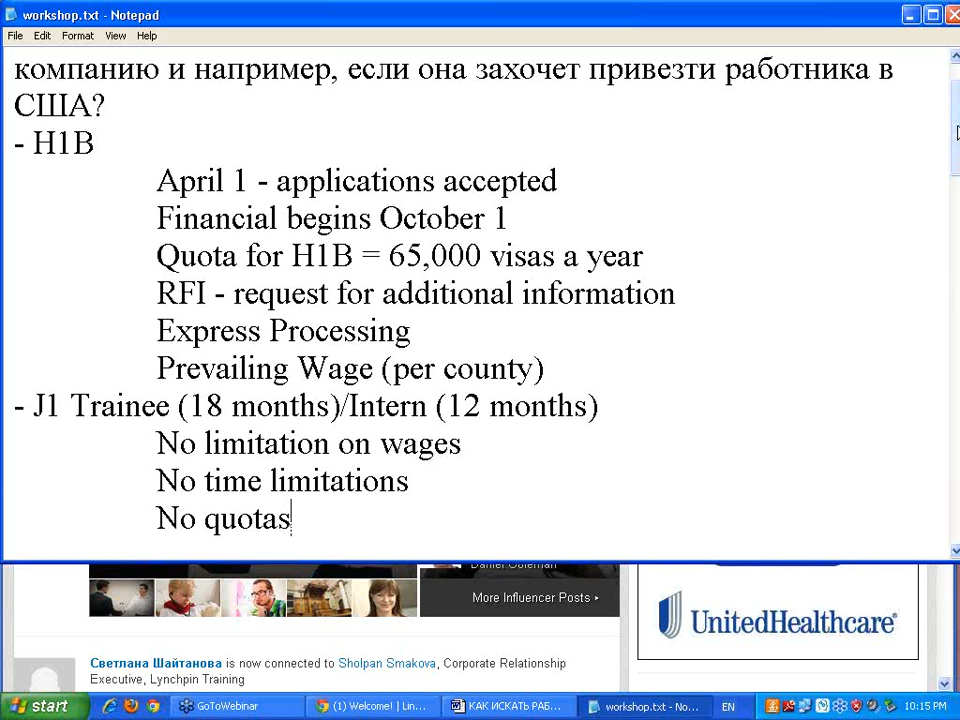 workshop.txt - Notepad
File Edit Format View Help
компанию и например, если она захочет привезти работника в
США?
- H1B
April 1 - applications accepted
Financial begins October 1
Quota for H1B = 65,000 visas a year
RFI - request for additional information
Express Processing
Prevailing Wage (per county)
- J1 Trainee (18 months)/Intern (12 months)
No limitation on wages
No time limitations
No quotas
Daniel Goleman
More Influencer Posts ▸
UnitedHealthcare
Светлана Шайтанова is now connected to Sholpan Smakova, Corporate Relationship
Executive, Lynchpin Training
start GoToWebinar (1) Welcome! | Lin... КАК ИСКАТЬ РАБ... workshop.txt - No... EN 10:15 PM